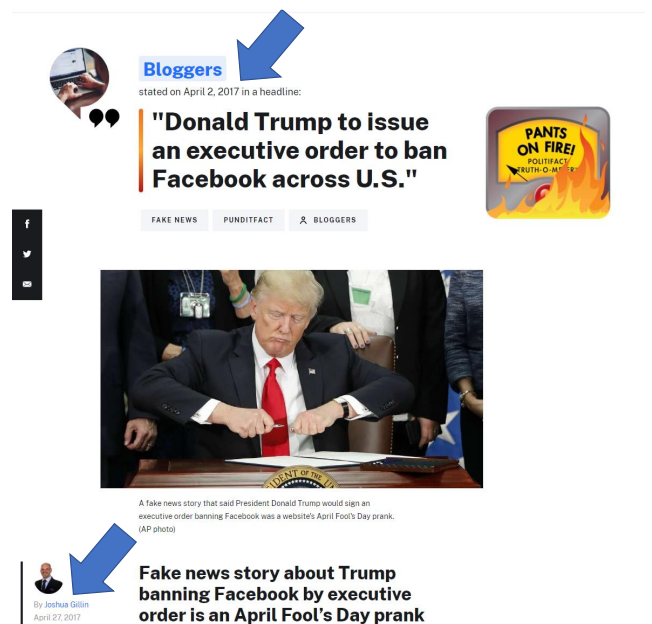 Bloggers
stated on April 2, 2017 in a headline:
"Donald Trump to issue
an executive order to ban
Facebook across U.S."
PANTS
ON FIRE!
POLITIFACT
FAKE NEWS
PUNDITFACT
BLOGGERS
PRESIDENT OF THE
A fake news story that said President Donald Trump would sign an
executive order banning Facebook was a website's April Fool's Day prank.
(AP photo)
By Joshua Gillin
April 27, 2017
Fake news story about Trump
banning Facebook by executive
order is an April Fool's Day prank